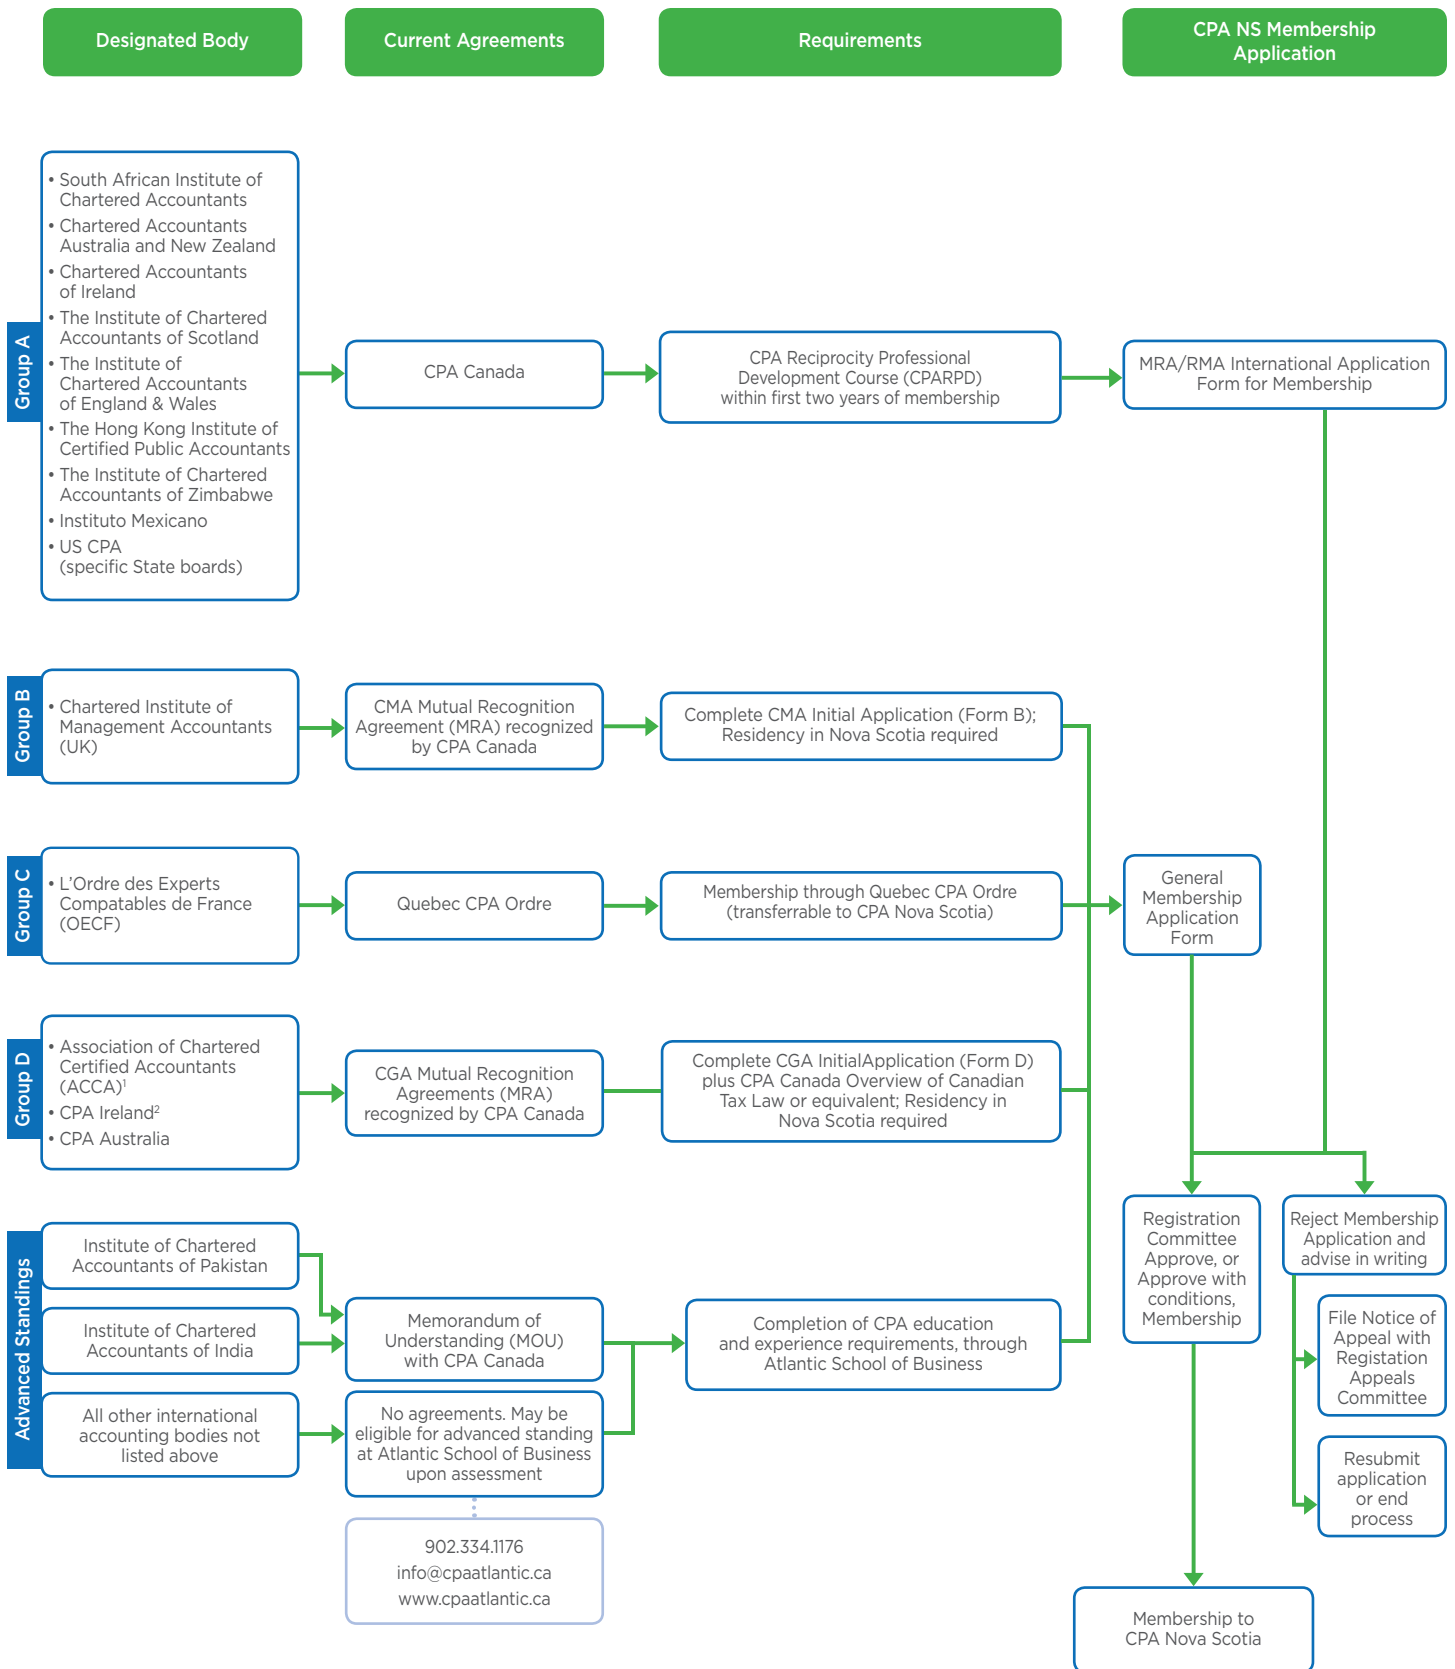 Designated Body
Current Agreements
Requirements
CPA NS Membership
Application
Group A
• South African Institute of
Chartered Accountants
• Chartered Accountants
Australia and New Zealand
• Chartered Accountants
of Ireland
• The Institute of Chartered
Accountants of Scotland
• The Institute of
Chartered Accountants
of England & Wales
• The Hong Kong Institute of
Certified Public Accountants
• The Institute of Chartered
Accountants of Zimbabwe
• Instituto Mexicano
• US CPA
(specific State boards)
CPA Canada
CPA Reciprocity Professional
Development Course (CPARPD)
within first two years of membership
MRA/RMA International Application
Form for Membership
Group B
• Chartered Institute of
Management Accountants
(UK)
CMA Mutual Recognition
Agreement (MRA) recognized
by CPA Canada
Complete CMA Initial Application (Form B);
Residency in Nova Scotia required
Group C
• L’Ordre des Experts
Compatables de France
(OECF)
Quebec CPA Ordre
Membership through Quebec CPA Ordre
(transferrable to CPA Nova Scotia)
General
Membership
Application
Form
Group D
• Association of Chartered
Certified Accountants
(ACCA)¹
• CPA Ireland²
• CPA Australia
CGA Mutual Recognition
Agreements (MRA)
recognized by CPA Canada
Complete CGA InitialApplication (Form D)
plus CPA Canada Overview of Canadian
Tax Law or equivalent; Residency in
Nova Scotia required
Advanced Standings
Institute of Chartered
Accountants of Pakistan
Institute of Chartered
Accountants of India
All other international
accounting bodies not
listed above
Memorandum of
Understanding (MOU)
with CPA Canada
No agreements. May be
eligible for advanced standing
at Atlantic School of Business
upon assessment
902.334.1176
info@cpaatlantic.ca
www.cpaatlantic.ca
Completion of CPA education
and experience requirements, through
Atlantic School of Business
Registration
Committee
Approve, or
Approve with
conditions,
Membership
Reject Membership
Application and
advise in writing
File Notice of
Appeal with
Registation
Appeals
Committee
Resubmit
application
or end
process
Membership to
CPA Nova Scotia